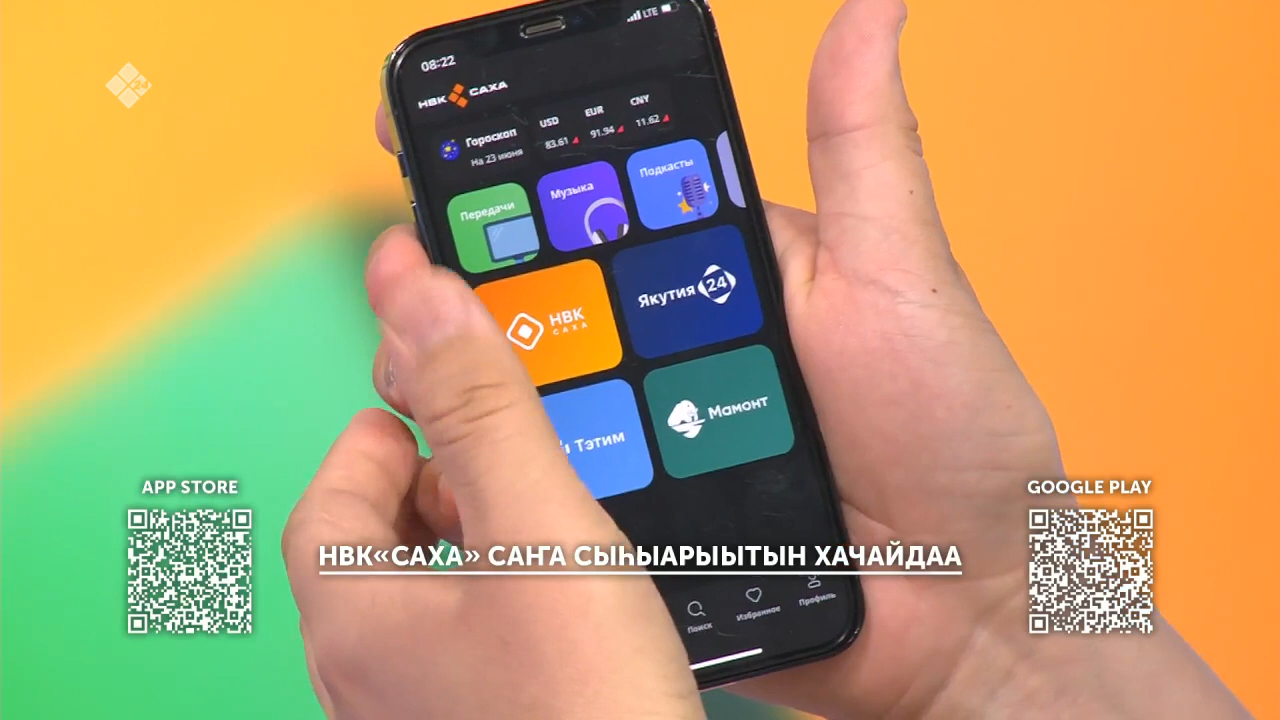 24
08:22
LTE
НВК САХА
Гороскоп
На 23 июня
USD
83.61
EUR
91.94
CNY
11.62
Передачи
Музыка
Подкасты
НВК
САХА
Якутия 24
Тэтим
Мамонт
APP STORE
GOOGLE PLAY
НВК«САХА» САҤА СЫҺЫАРЫЫТЫН ХАЧАЙДАА
Поиск
Избранное
Профиль